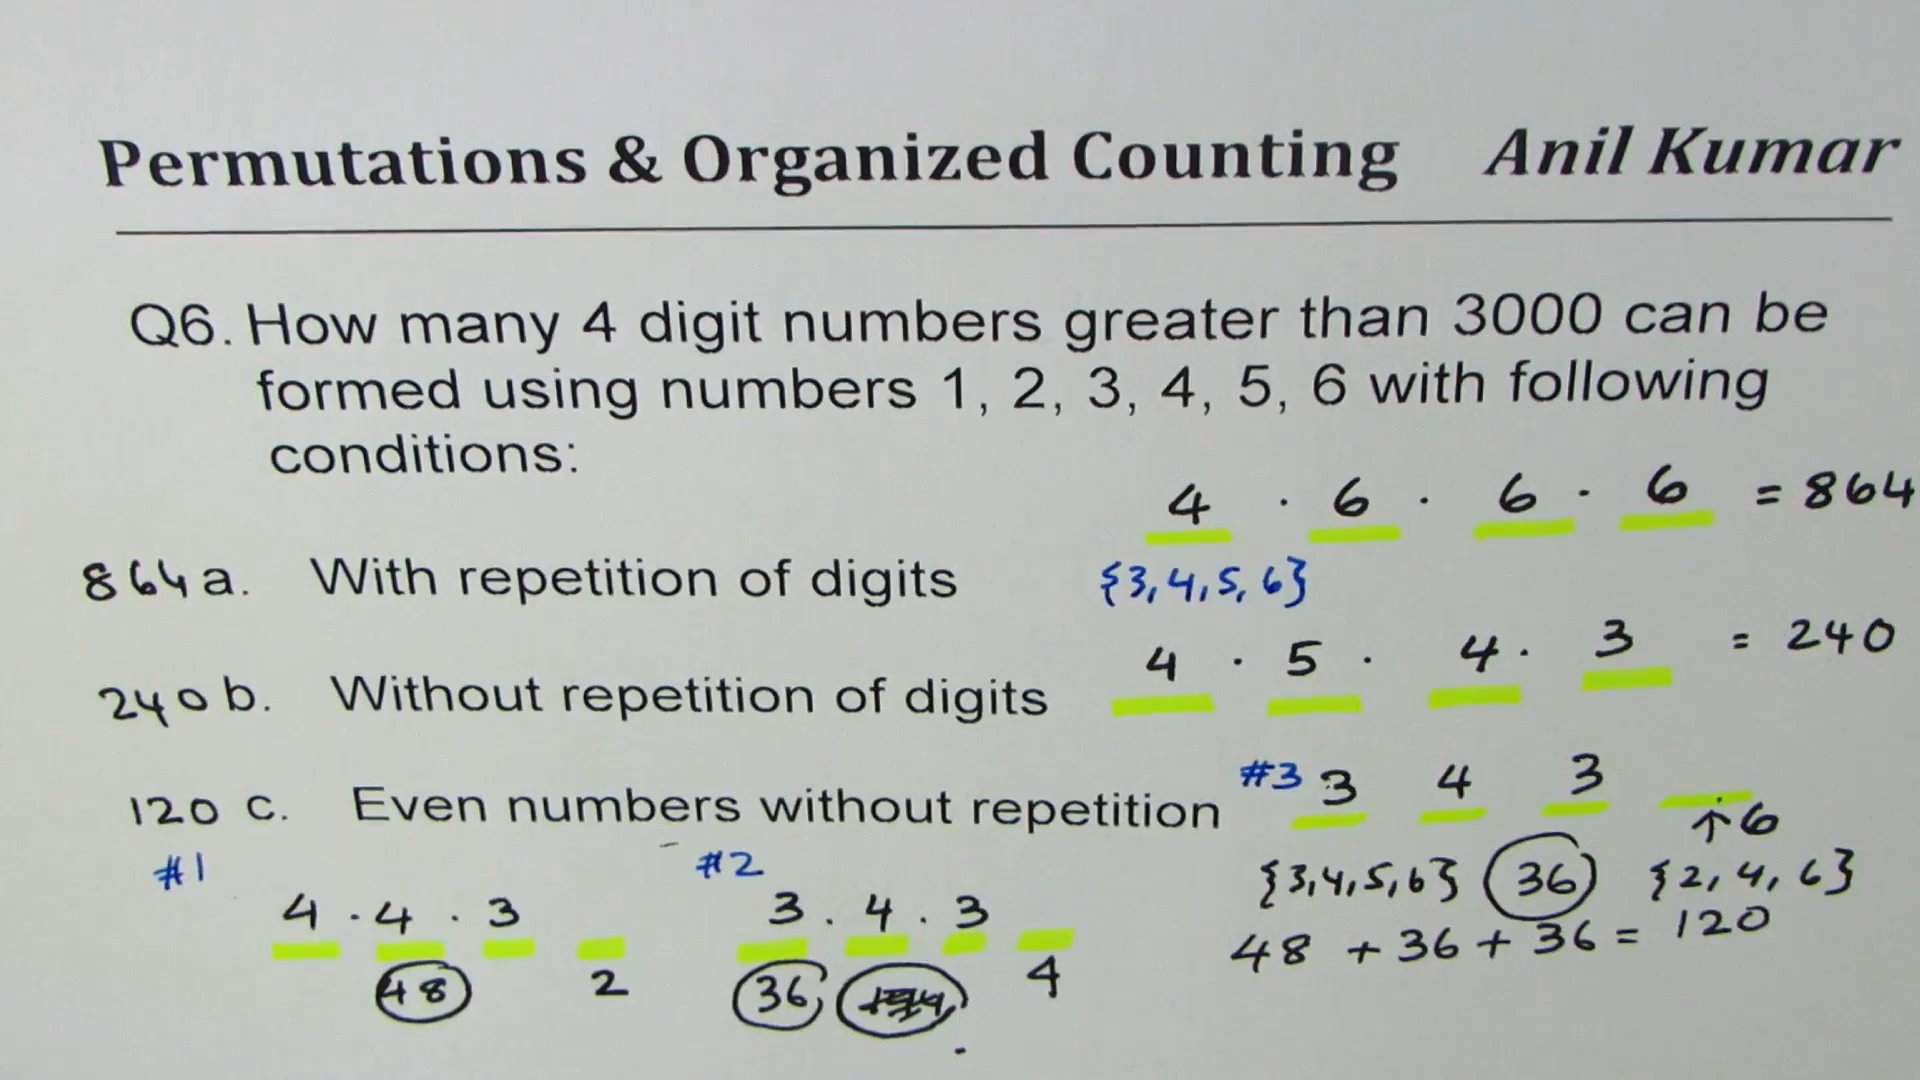 Permutations & Organized Counting Anil Kumar
Q6. How many 4 digit numbers greater than 3000 can be
formed using numbers 1, 2, 3, 4, 5, 6 with following
conditions:
4 · 6 · 6 · 6 = 864
864 a. With repetition of digits {3,4,5,6}
4 · 5 · 4 · 3 = 240
240 b. Without repetition of digits
120 c. Even numbers without repetition #3 3 4 3
↑6
#1 #2 {3,4,5,6} 36 {2,4,6}
4 · 4 · 3 3 · 4 · 3 48 + 36 + 36 = 120
48 2 36 4